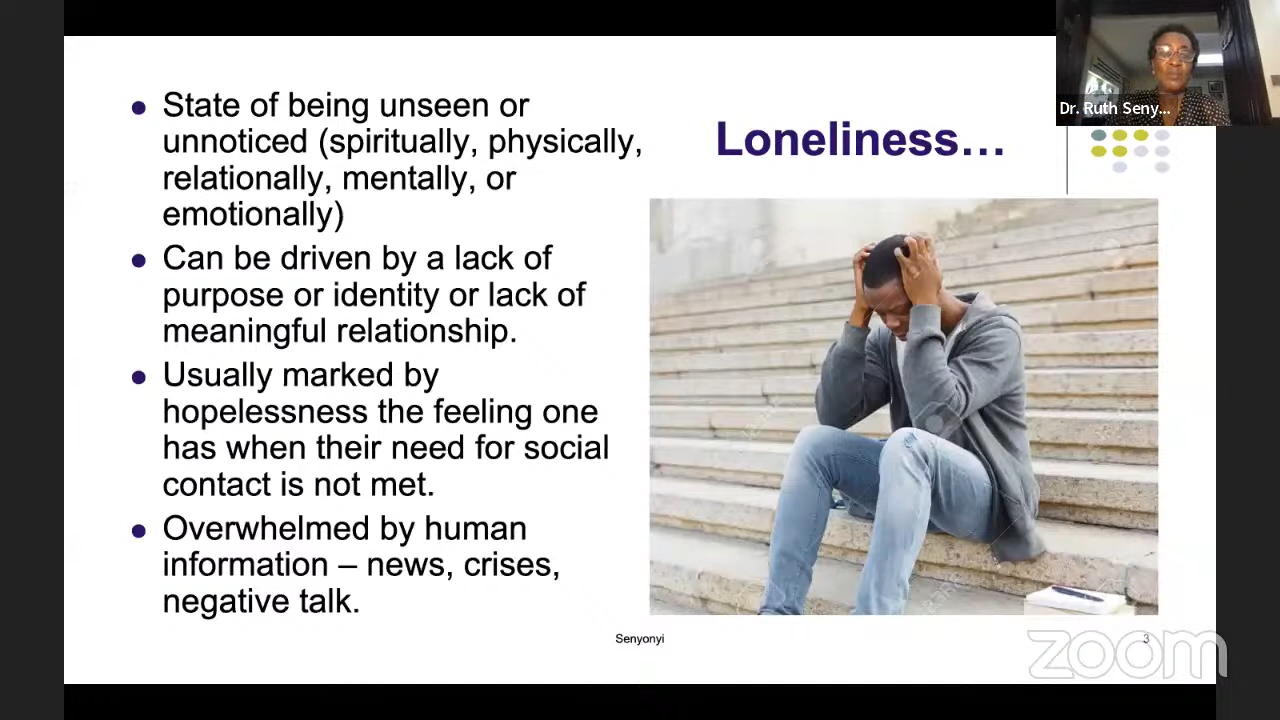 Dr. Ruth Seny...
Loneliness…
● State of being unseen or
unnoticed (spiritually, physically,
relationally, mentally, or
emotionally)
● Can be driven by a lack of
purpose or identity or lack of
meaningful relationship.
● Usually marked by
hopelessness the feeling one
has when their need for social
contact is not met.
● Overwhelmed by human
information – news, crises,
negative talk.
Senyonyi
3
zoom